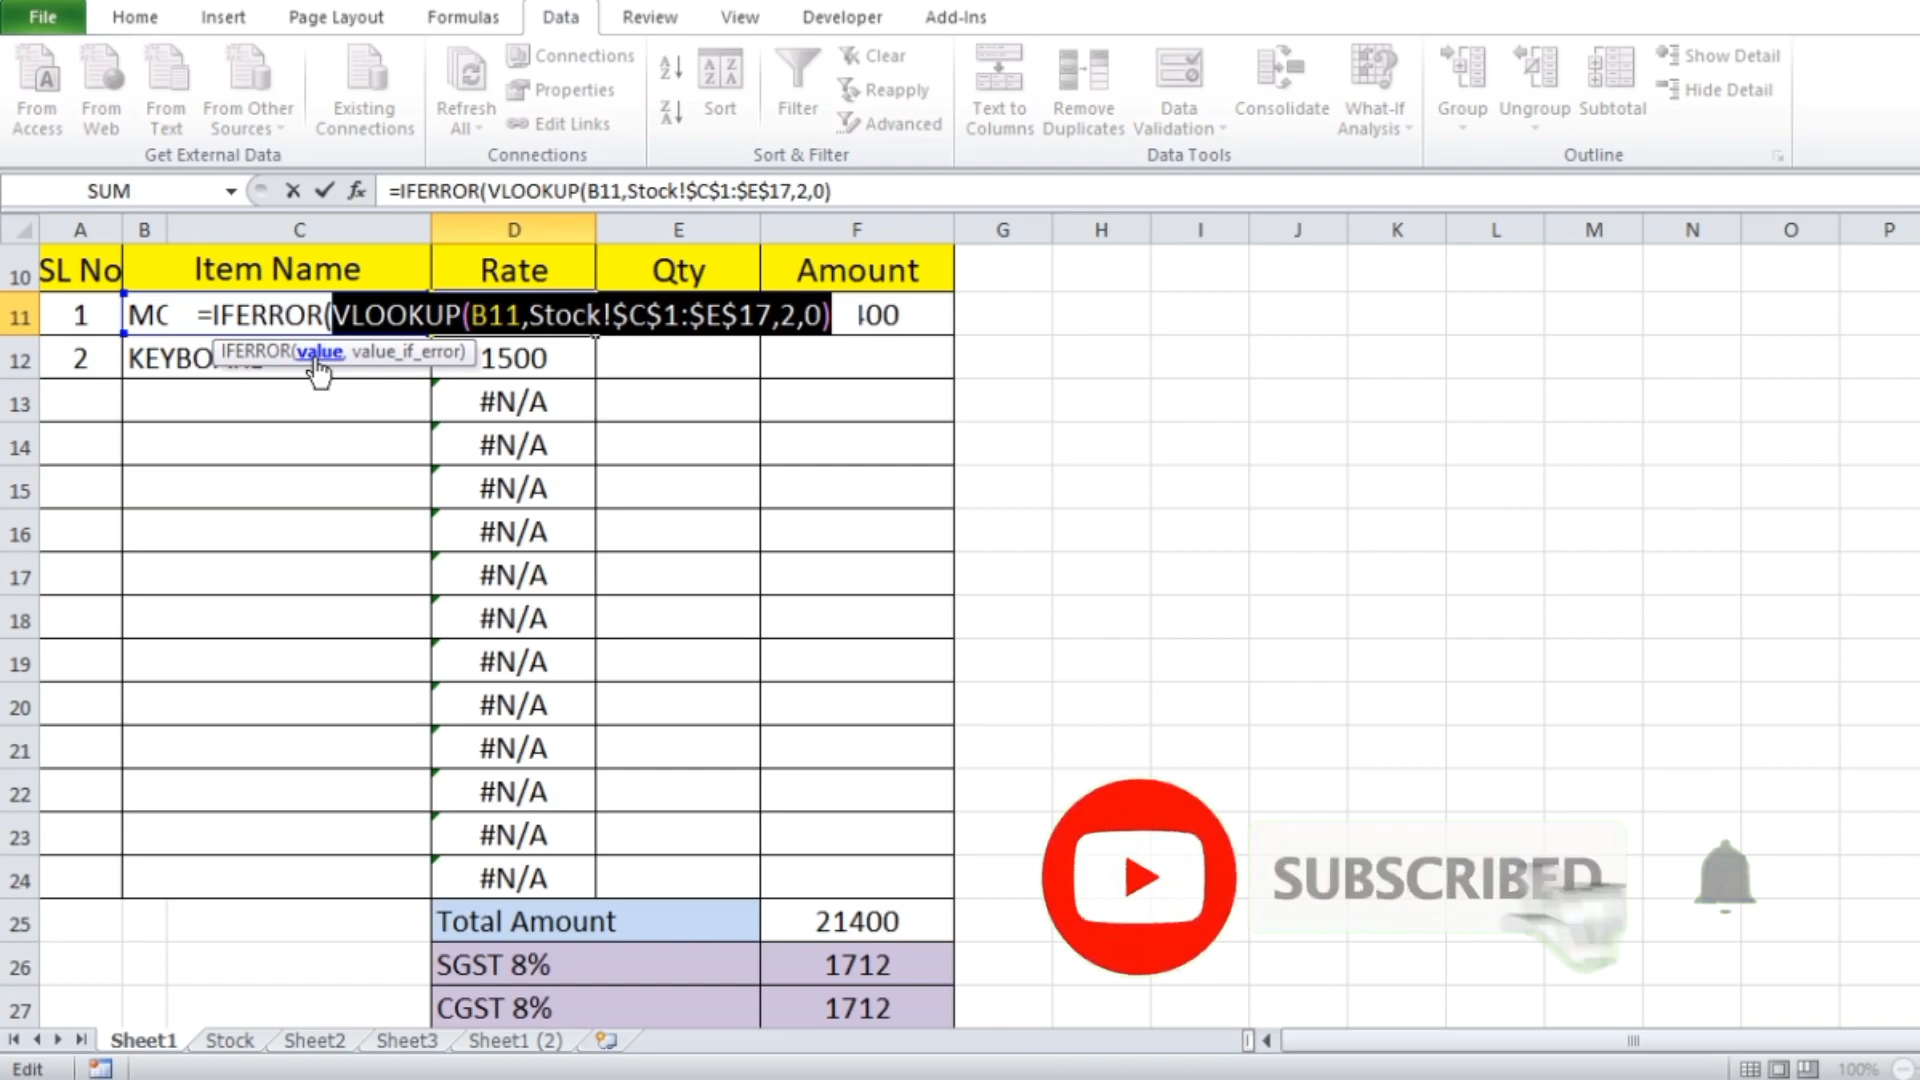 File Home Insert Page Layout Formulas Data Review View Developer Add-Ins
From Access From Web From Text From Other Sources Existing Connections Refresh All Connections Properties Edit Links Sort Filter Clear Reapply Advanced Text to Columns Remove Duplicates Data Validation Consolidate What-If Analysis Group Ungroup Subtotal Show Detail Hide Detail
Get External Data Connections Sort & Filter Data Tools Outline
SUM fx =IFERROR(VLOOKUP(B11,Stock!$C$1:$E$17,2,0)
A B C D E F G H I J K L M N O P
10 SL No Item Name Rate Qty Amount
11 1 =IFERROR(VLOOKUP(B11,Stock!$C$1:$E$17,2,0) 400
IFERROR(value, value_if_error)
12 2 KEYBO 1500
13 #N/A
14 #N/A
15 #N/A
16 #N/A
17 #N/A
18 #N/A
19 #N/A
20 #N/A
21 #N/A
22 #N/A
23 #N/A
24 #N/A
SUBSCRIBED
25 Total Amount 21400
26 SGST 8% 1712
27 CGST 8% 1712
Sheet1 Stock Sheet2 Sheet3 Sheet1 (2)
Edit 100%